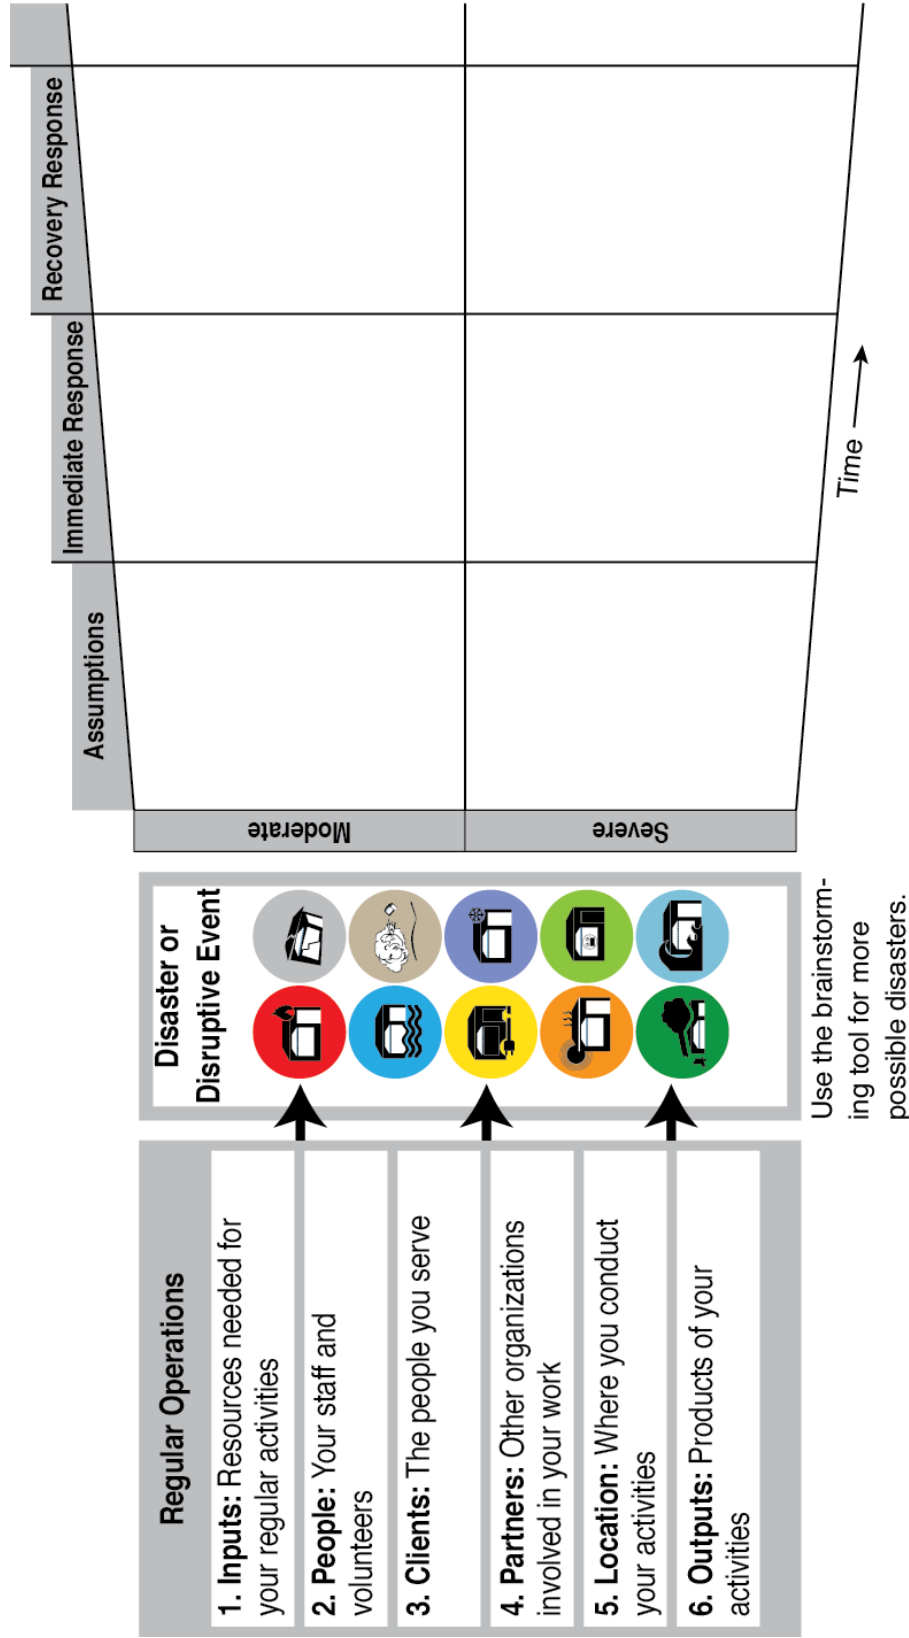 Regular Operations
1. Inputs: Resources needed for
your regular activities
2. People: Your staff and
volunteers
3. Clients: The people you serve
4. Partners: Other organizations
involved in your work
5. Location: Where you conduct
your activities
6. Outputs: Products of your
activities
Disaster or
Disruptive Event
Use the brainstorm-
ing tool for more
possible disasters.
Moderate
Severe
Assumptions
Immediate Response
Recovery Response
Time